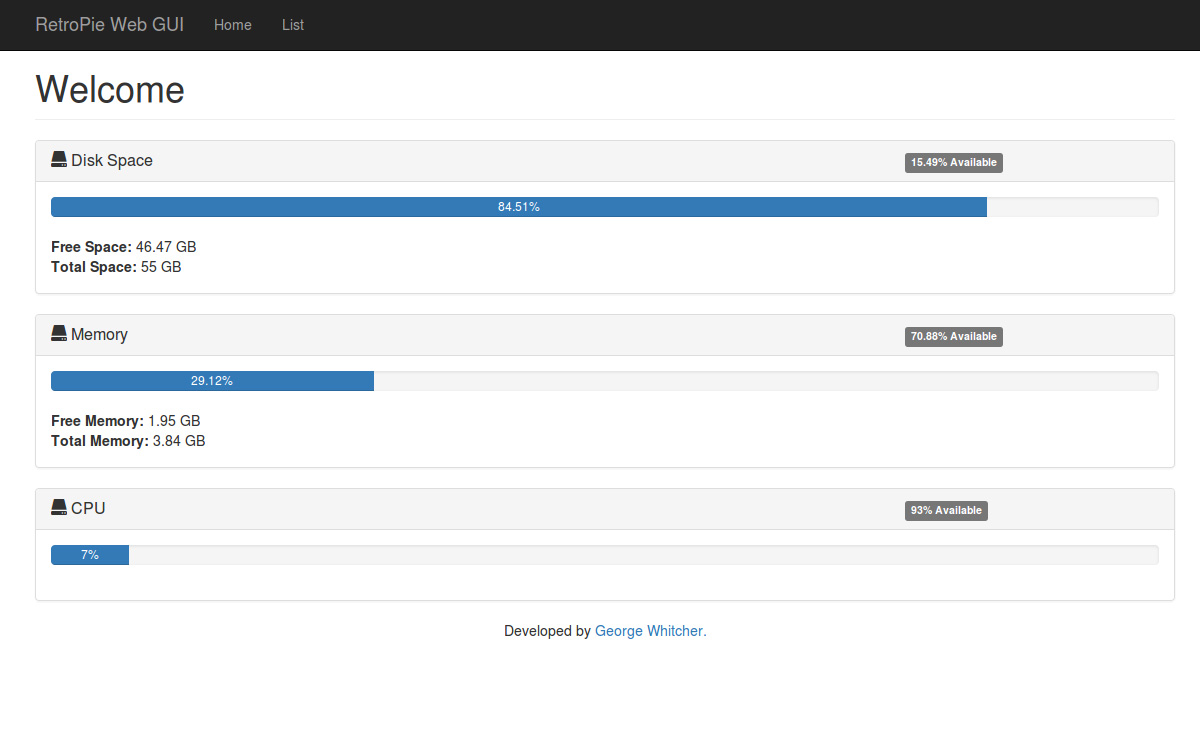 RetroPie Web GUI Home List
Welcome
Disk Space 15.49% Available
84.51%
Free Space: 46.47 GB
Total Space: 55 GB
Memory 70.88% Available
29.12%
Free Memory: 1.95 GB
Total Memory: 3.84 GB
CPU 93% Available
7%
Developed by George Whitcher.